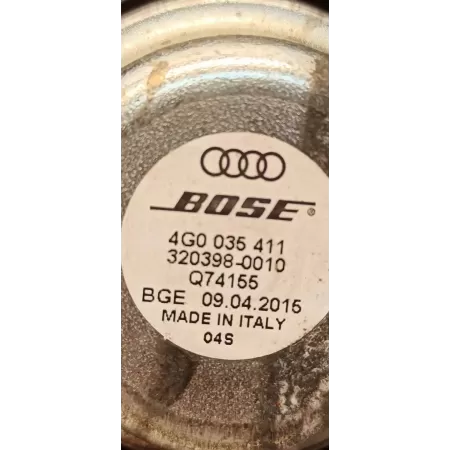 BOSE®
4G0 035 411
320398-0010
Q74155
BGE 09.04.2015
MADE IN ITALY
04S